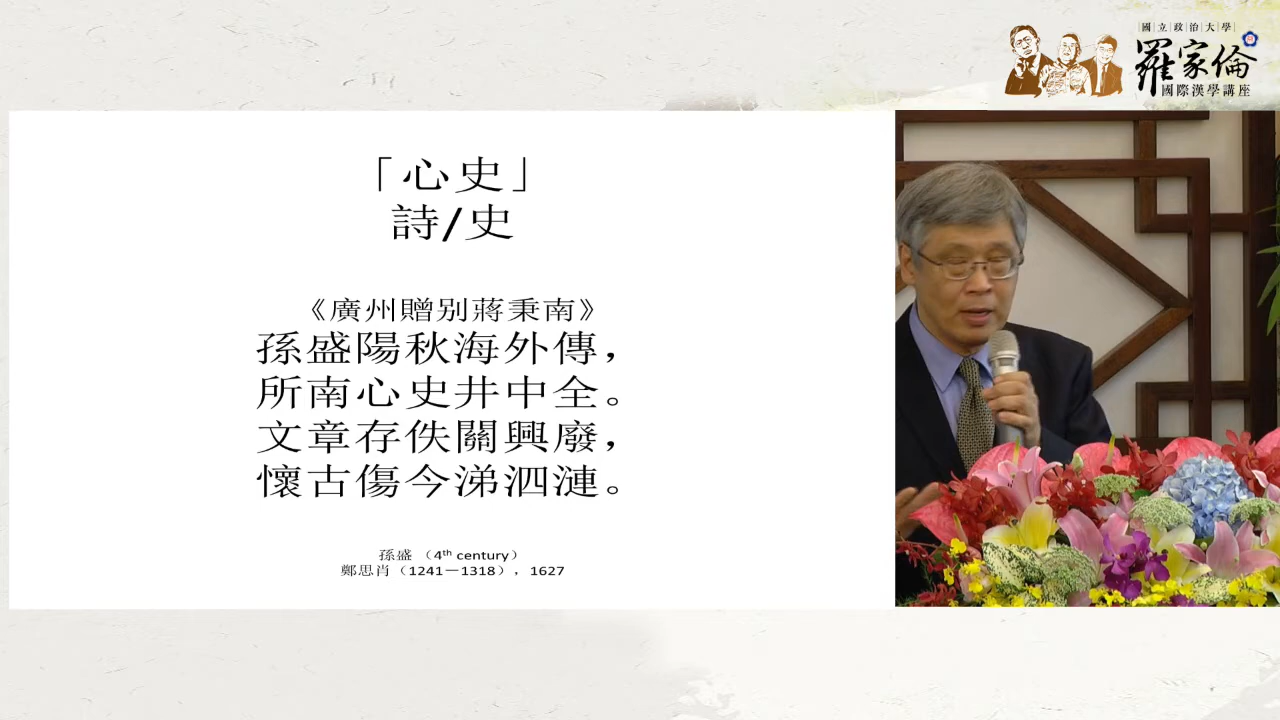 國立政治大學
羅家倫
國際漢學講座
「心史」
詩/史
《廣州贈别蔣秉南》
孫盛陽秋海外傳，
所南心史井中全。
文章存佚關興廢，
懷古傷今涕泗漣。
孫盛 （4th century）
鄭思肖（1241－1318），1627